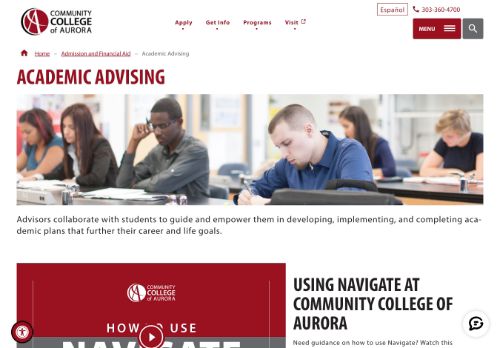 COMMUNITY
COLLEGE
of AURORA
Apply
Get Info
Programs
Visit
Español
303-360-4700
MENU
Home
Admission and Financial Aid
Academic Advising
ACADEMIC ADVISING
Advisors collaborate with students to guide and empower them in developing, implementing, and completing aca-
demic plans that further their career and life goals.
COMMUNITY
COLLEGE
of AURORA
HOW TO USE
NAVIGATE
USING NAVIGATE AT
COMMUNITY COLLEGE OF
AURORA
Need guidance on how to use Navigate? Watch this